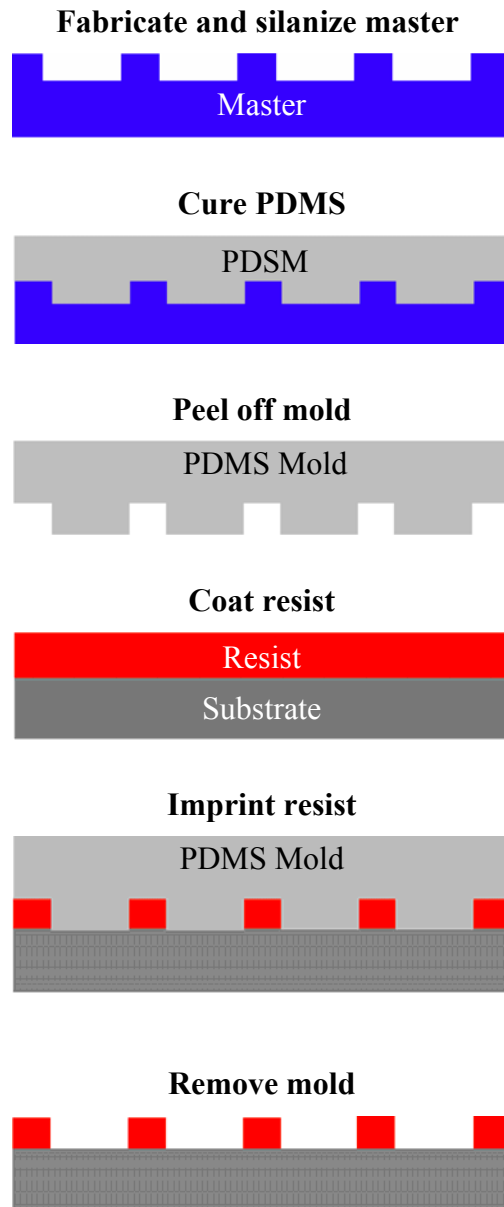 Fabricate and silanize master
Master
Cure PDMS
PDSM
Peel off mold
PDMS Mold
Coat resist
Resist
Substrate
Imprint resist
PDMS Mold
Remove mold